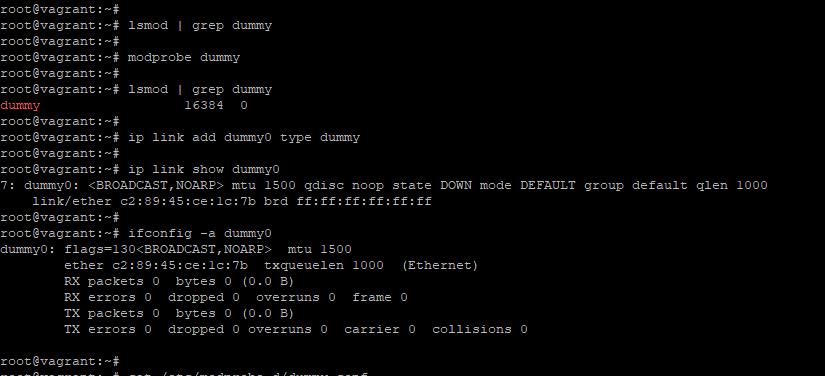 root@vagrant:~#
root@vagrant:~# lsmod | grep dummy
root@vagrant:~#
root@vagrant:~# modprobe dummy
root@vagrant:~#
root@vagrant:~# lsmod | grep dummy
dummy                  16384  0
root@vagrant:~#
root@vagrant:~# ip link add dummy0 type dummy
root@vagrant:~#
root@vagrant:~# ip link show dummy0
7: dummy0: <BROADCAST,NOARP> mtu 1500 qdisc noop state DOWN mode DEFAULT group default qlen 1000
    link/ether c2:89:45:ce:1c:7b brd ff:ff:ff:ff:ff:ff
root@vagrant:~#
root@vagrant:~# ifconfig -a dummy0
dummy0: flags=130<BROADCAST,NOARP>  mtu 1500
        ether c2:89:45:ce:1c:7b  txqueuelen 1000  (Ethernet)
        RX packets 0  bytes 0 (0.0 B)
        RX errors 0  dropped 0  overruns 0  frame 0
        TX packets 0  bytes 0 (0.0 B)
        TX errors 0  dropped 0 overruns 0  carrier 0  collisions 0
root@vagrant:~#
root@vagrant:~# cat /etc/modprobe.d/dummy.conf